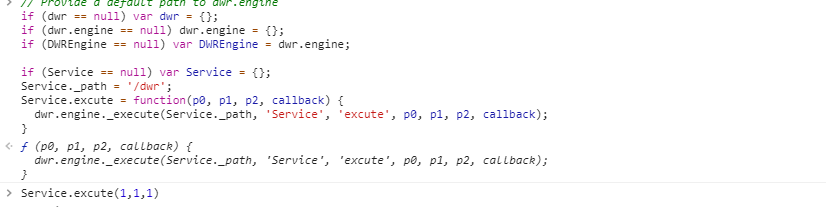 > // Provide a default path to dwr.engine
if (dwr == null) var dwr = {};
if (dwr.engine == null) dwr.engine = {};
if (DWREngine == null) var DWREngine = dwr.engine;
if (Service == null) var Service = {};
Service._path = '/dwr';
Service.excute = function(p0, p1, p2, callback) {
dwr.engine._execute(Service._path, 'Service', 'excute', p0, p1, p2, callback);
}
ƒ (p0, p1, p2, callback) {
dwr.engine._execute(Service._path, 'Service', 'excute', p0, p1, p2, callback);
}
> Service.excute(1,1,1)